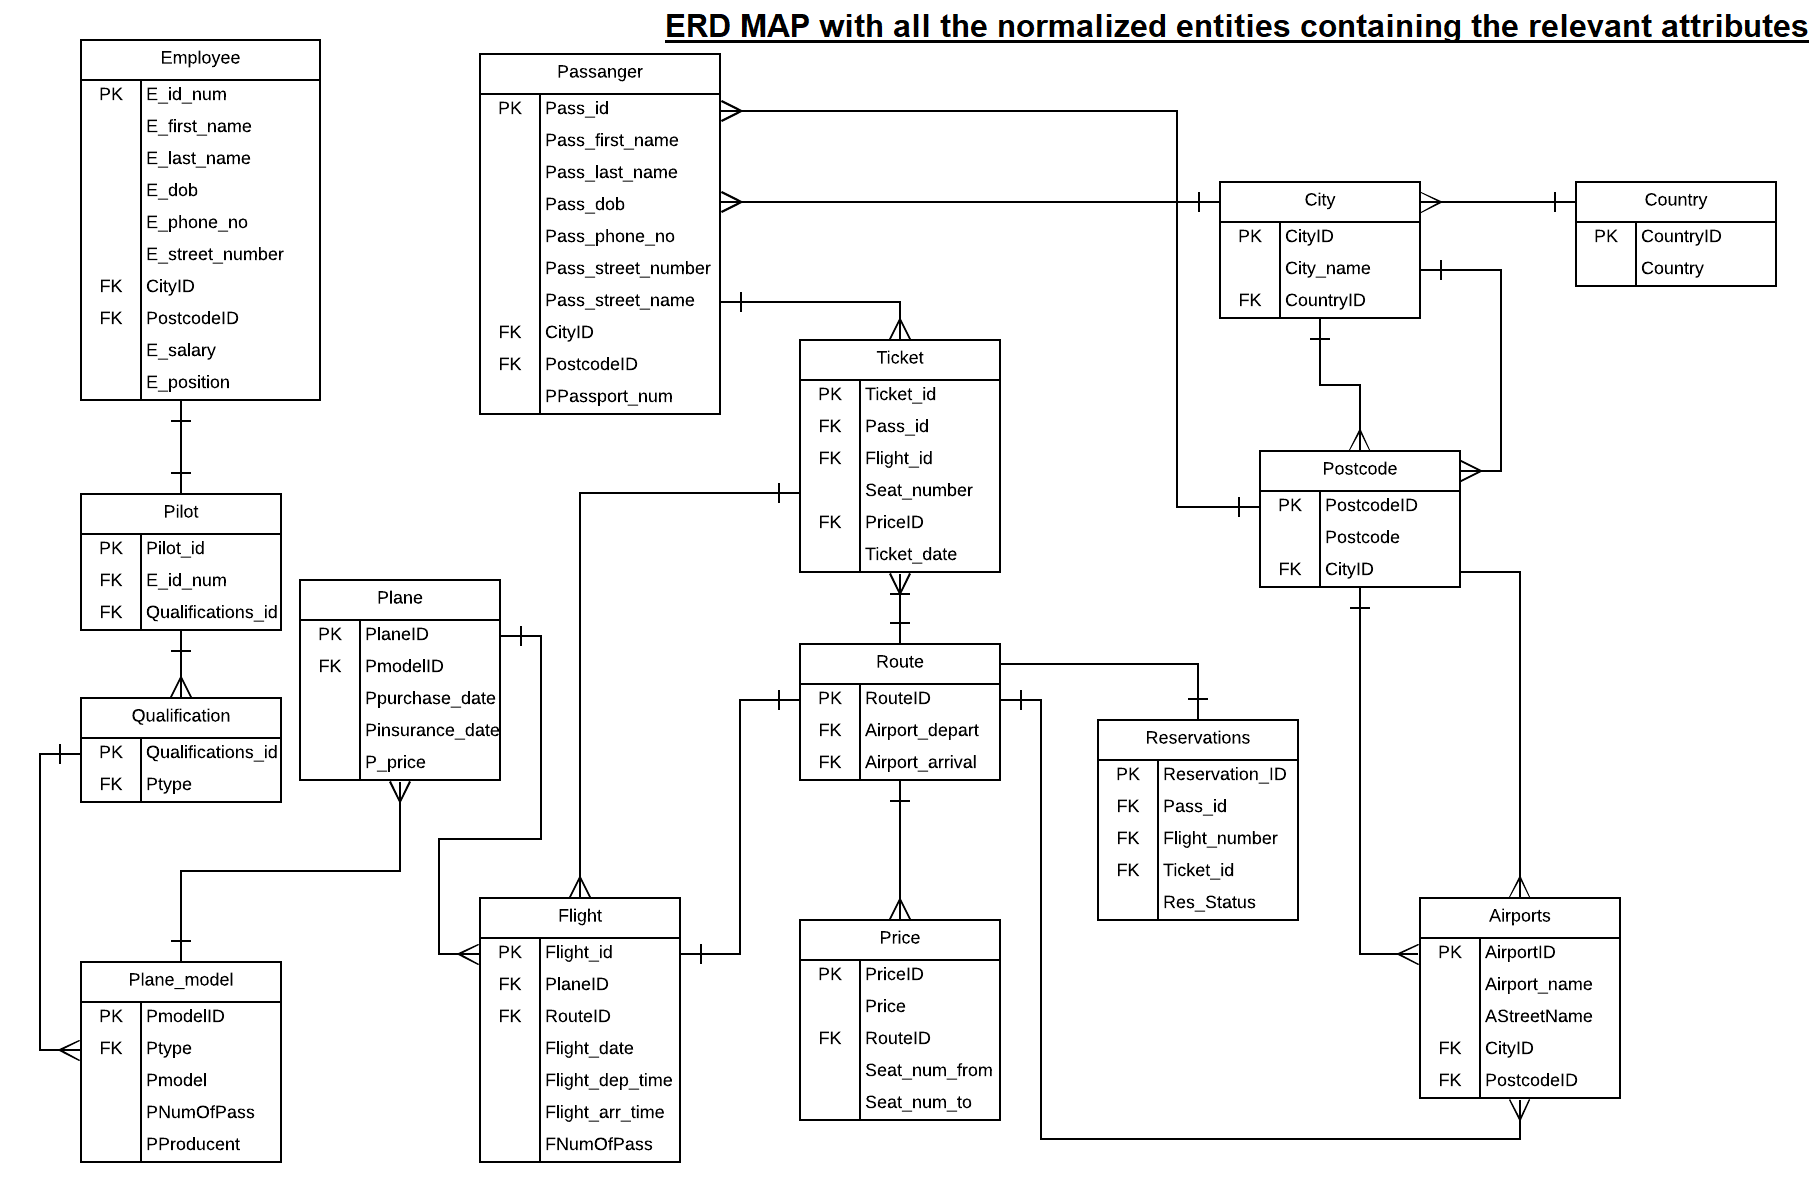 ERD MAP with all the normalized entities containing the relevant attributes
Employee
PK E_id_num
E_first_name
E_last_name
E_dob
E_phone_no
E_street_number
FK CityID
FK PostcodeID
E_salary
E_position
Passanger
PK Pass_id
Pass_first_name
Pass_last_name
Pass_dob
Pass_phone_no
Pass_street_number
Pass_street_name
FK CityID
FK PostcodeID
PPassport_num
City
PK CityID
City_name
FK CountryID
Country
PK CountryID
Country
Ticket
PK Ticket_id
FK Pass_id
FK Flight_id
Seat_number
FK PriceID
Ticket_date
Postcode
PK PostcodeID
Postcode
FK CityID
Pilot
PK Pilot_id
FK E_id_num
FK Qualifications_id
Plane
PK PlaneID
FK PmodelID
Ppurchase_date
Pinsurance_date
P_price
Route
PK RouteID
FK Airport_depart
FK Airport_arrival
Qualification
PK Qualifications_id
FK Ptype
Reservations
PK Reservation_ID
FK Pass_id
FK Flight_number
FK Ticket_id
Res_Status
Flight
PK Flight_id
FK PlaneID
FK RouteID
Flight_date
Flight_dep_time
Flight_arr_time
FNumOfPass
Price
PK PriceID
Price
FK RouteID
Seat_num_from
Seat_num_to
Airports
PK AirportID
Airport_name
AStreetName
FK CityID
FK PostcodeID
Plane_model
PK PmodelID
FK Ptype
Pmodel
PNumOfPass
PProducent